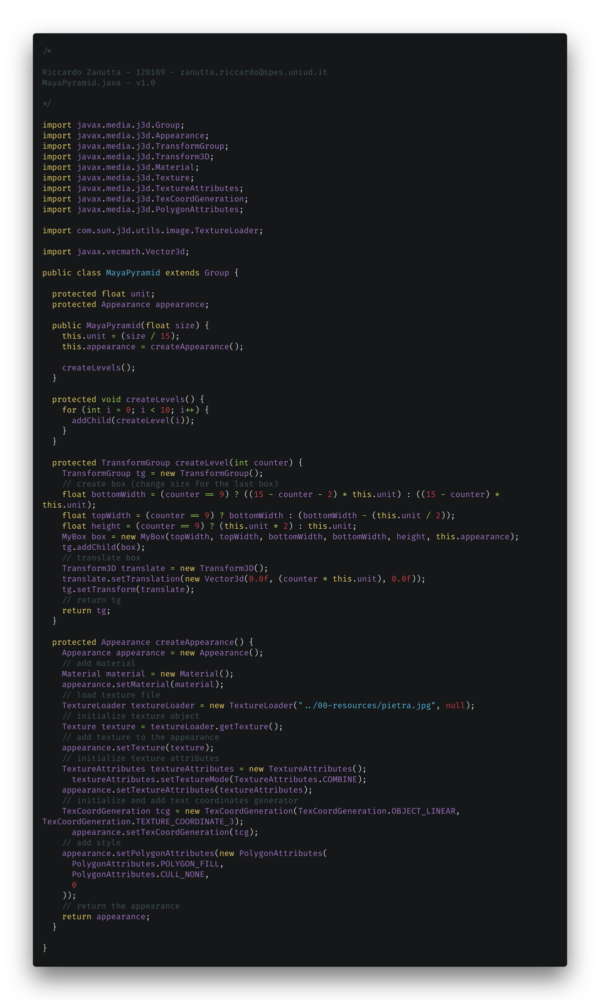 /*
Riccardo Zanutta - 120169 - zanutta.riccardo@spes.uniud.it
MayaPyramid.java - v1.0
*/
import javax.media.j3d.Group;
import javax.media.j3d.Appearance;
import javax.media.j3d.TransformGroup;
import javax.media.j3d.Transform3D;
import javax.media.j3d.Material;
import javax.media.j3d.Texture;
import javax.media.j3d.TextureAttributes;
import javax.media.j3d.TexCoordGeneration;
import javax.media.j3d.PolygonAttributes;
import com.sun.j3d.utils.image.TextureLoader;
import javax.vecmath.Vector3d;
public class MayaPyramid extends Group {
  protected float unit;
  protected Appearance appearance;
  public MayaPyramid(float size) {
    this.unit = (size / 15);
    this.appearance = createAppearance();
    createLevels();
  }
  protected void createLevels() {
    for (int i = 0; i < 10; i++) {
      addChild(createLevel(i));
    }
  }
  protected TransformGroup createLevel(int counter) {
    TransformGroup tg = new TransformGroup();
    // create box (change size for the last box)
    float bottomWidth = (counter == 9) ? ((15 - counter - 2) * this.unit) : ((15 - counter) *
this.unit);
    float topWidth = (counter == 9) ? bottomWidth : (bottomWidth - (this.unit / 2));
    float height = (counter == 9) ? (this.unit * 2) : this.unit;
    MyBox box = new MyBox(topWidth, topWidth, bottomWidth, bottomWidth, height, this.appearance);
    tg.addChild(box);
    // translate box
    Transform3D translate = new Transform3D();
    translate.setTranslation(new Vector3d(0.0f, (counter * this.unit), 0.0f));
    tg.setTransform(translate);
    // return tg
    return tg;
  }
  protected Appearance createAppearance() {
    Appearance appearance = new Appearance();
    // add material
    Material material = new Material();
    appearance.setMaterial(material);
    // load texture file
    TextureLoader textureLoader = new TextureLoader("../00-resources/pietra.jpg", null);
    // initialize texture object
    Texture texture = textureLoader.getTexture();
    // add texture to the appearance
    appearance.setTexture(texture);
    // initialize texture attributes
    TextureAttributes textureAttributes = new TextureAttributes();
      textureAttributes.setTextureMode(TextureAttributes.COMBINE);
    appearance.setTextureAttributes(textureAttributes);
    // initialize and add text coordinates generator
    TexCoordGeneration tcg = new TexCoordGeneration(TexCoordGeneration.OBJECT_LINEAR,
TexCoordGeneration.TEXTURE_COORDINATE_3);
      appearance.setTexCoordGeneration(tcg);
    // add style
    appearance.setPolygonAttributes(new PolygonAttributes(
      PolygonAttributes.POLYGON_FILL,
      PolygonAttributes.CULL_NONE,
      0
    ));
    // return the appearance
    return appearance;
  }
}